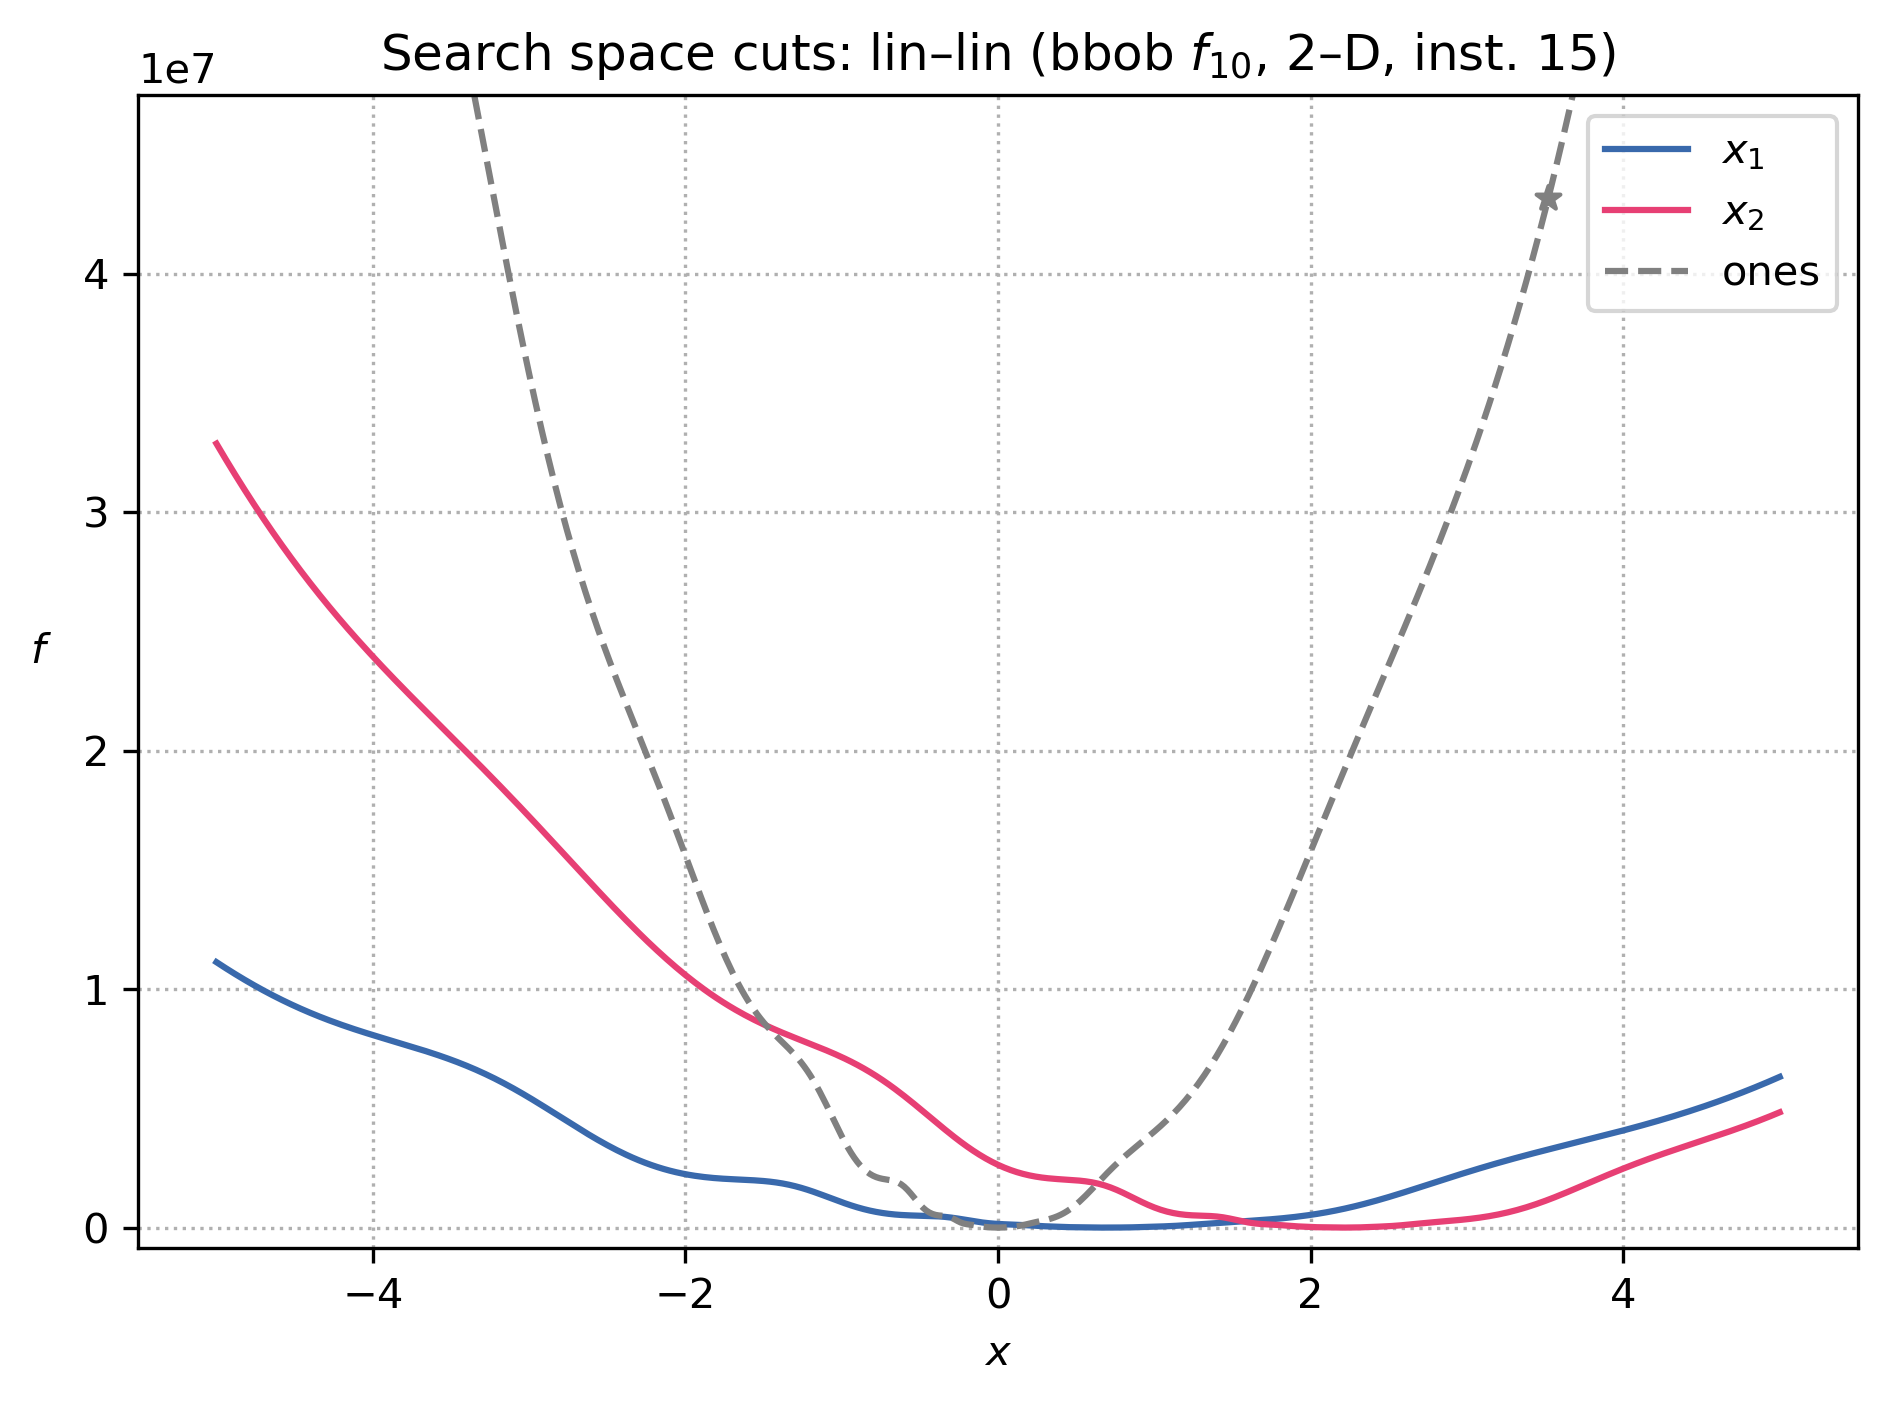 Search space cuts: lin–lin (bbob f10, 2–D, inst. 15)
1e7
x1
x2
ones
4
3
2
1
0
f
−4
−2
0
2
4
x